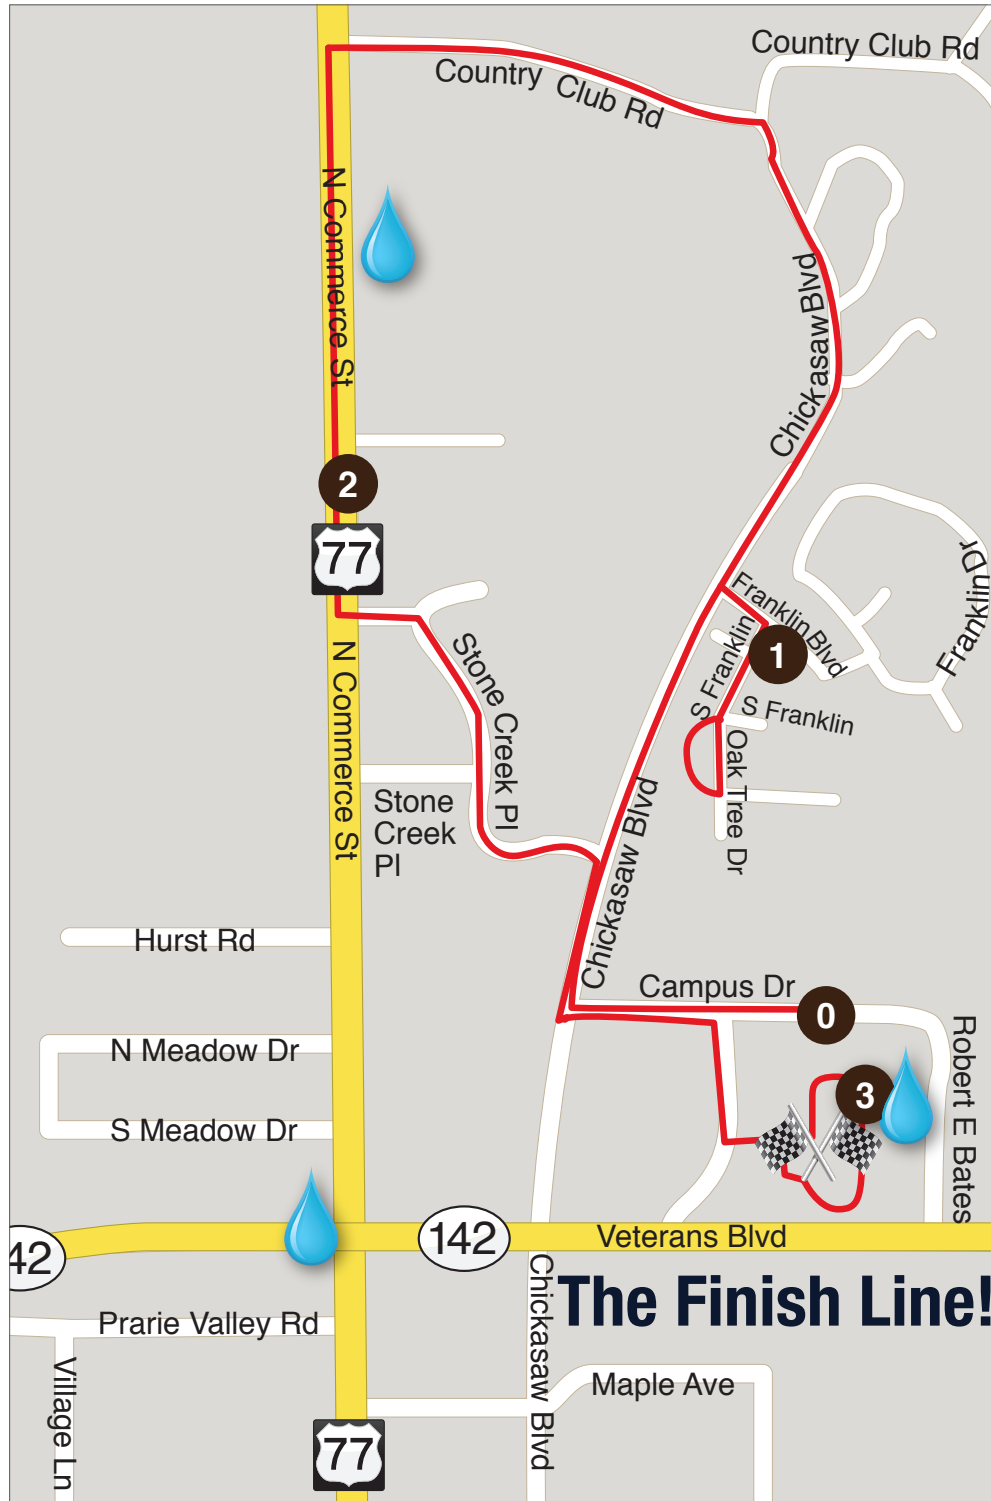 Country Club Rd
Country Club Rd
N Commerce St
Chickasaw Blvd
2
77
Franklin Dr
Franklin Blvd
S Franklin
1
S Franklin
Stone Creek Pl
N Commerce St
Oak Tree Dr
Stone
Creek
Pl
Chickasaw Blvd
Hurst Rd
Campus Dr
0
N Meadow Dr
Robert E Bates
3
S Meadow Dr
42
142
Veterans Blvd
The Finish Line!
Chickasaw Blvd
Prarie Valley Rd
Village Ln
Maple Ave
77